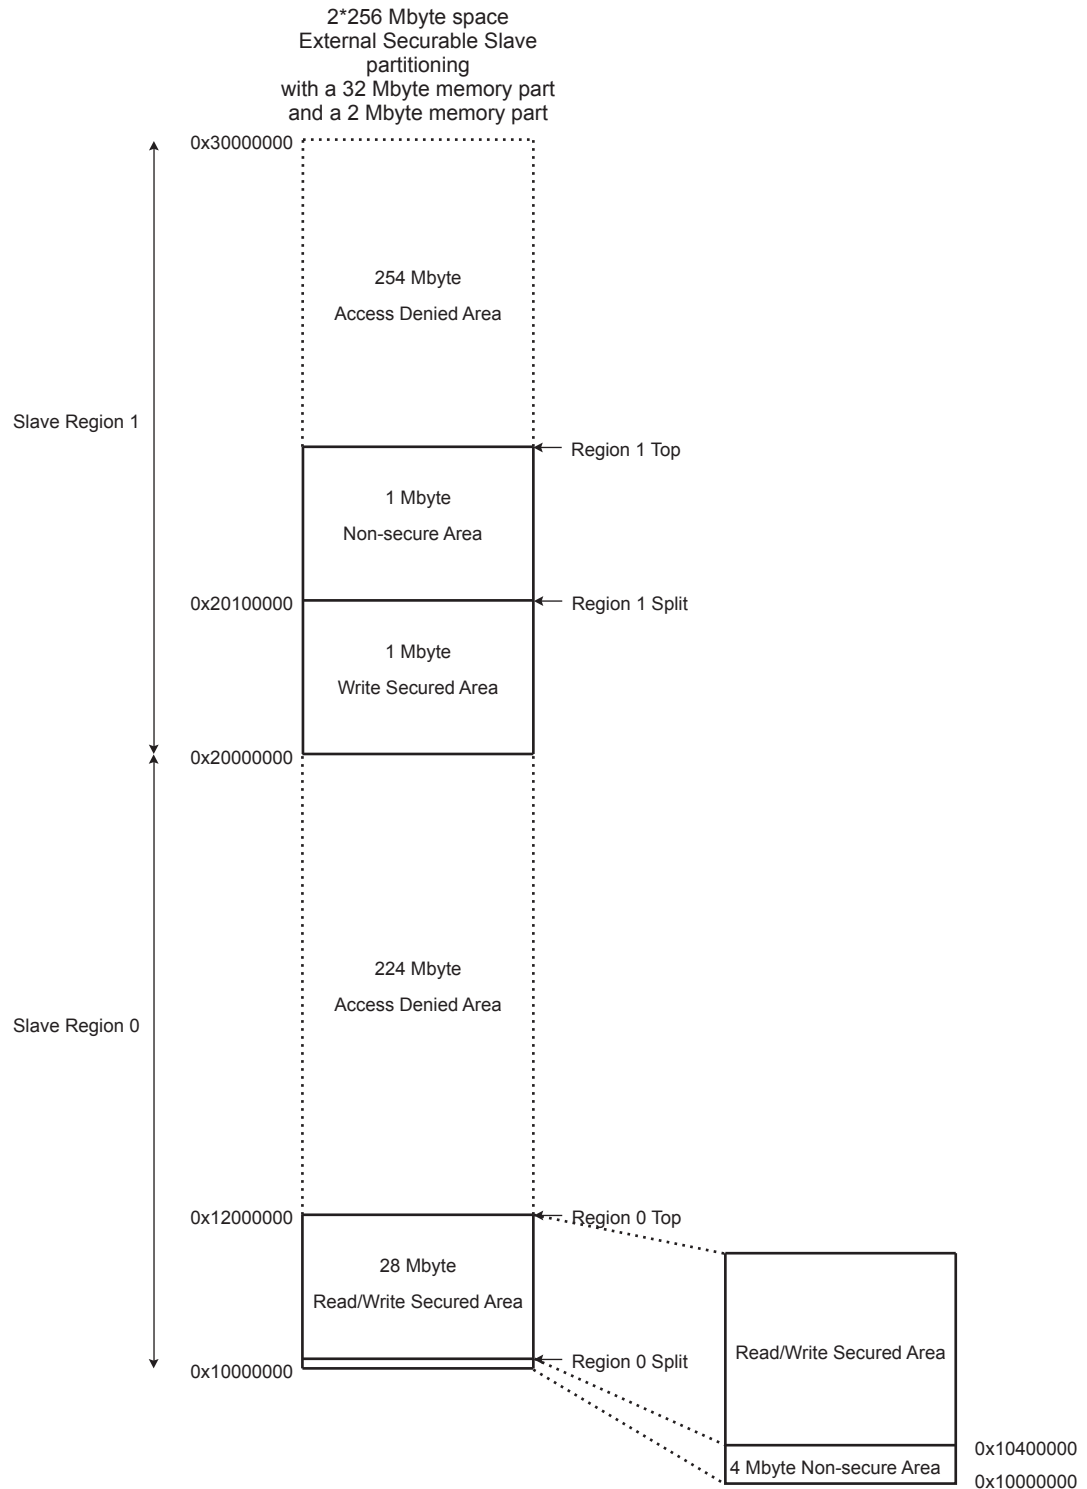 2*256 Mbyte space
External Securable Slave
partitioning
with a 32 Mbyte memory part
and a 2 Mbyte memory part
0x30000000
254 Mbyte
Access Denied Area
Slave Region 1
Region 1 Top
1 Mbyte
Non-secure Area
0x20100000
Region 1 Split
1 Mbyte
Write Secured Area
0x20000000
224 Mbyte
Access Denied Area
Slave Region 0
0x12000000
Region 0 Top
28 Mbyte
Read/Write Secured Area
Region 0 Split
0x10000000
Read/Write Secured Area
0x10400000
4 Mbyte Non-secure Area
0x10000000